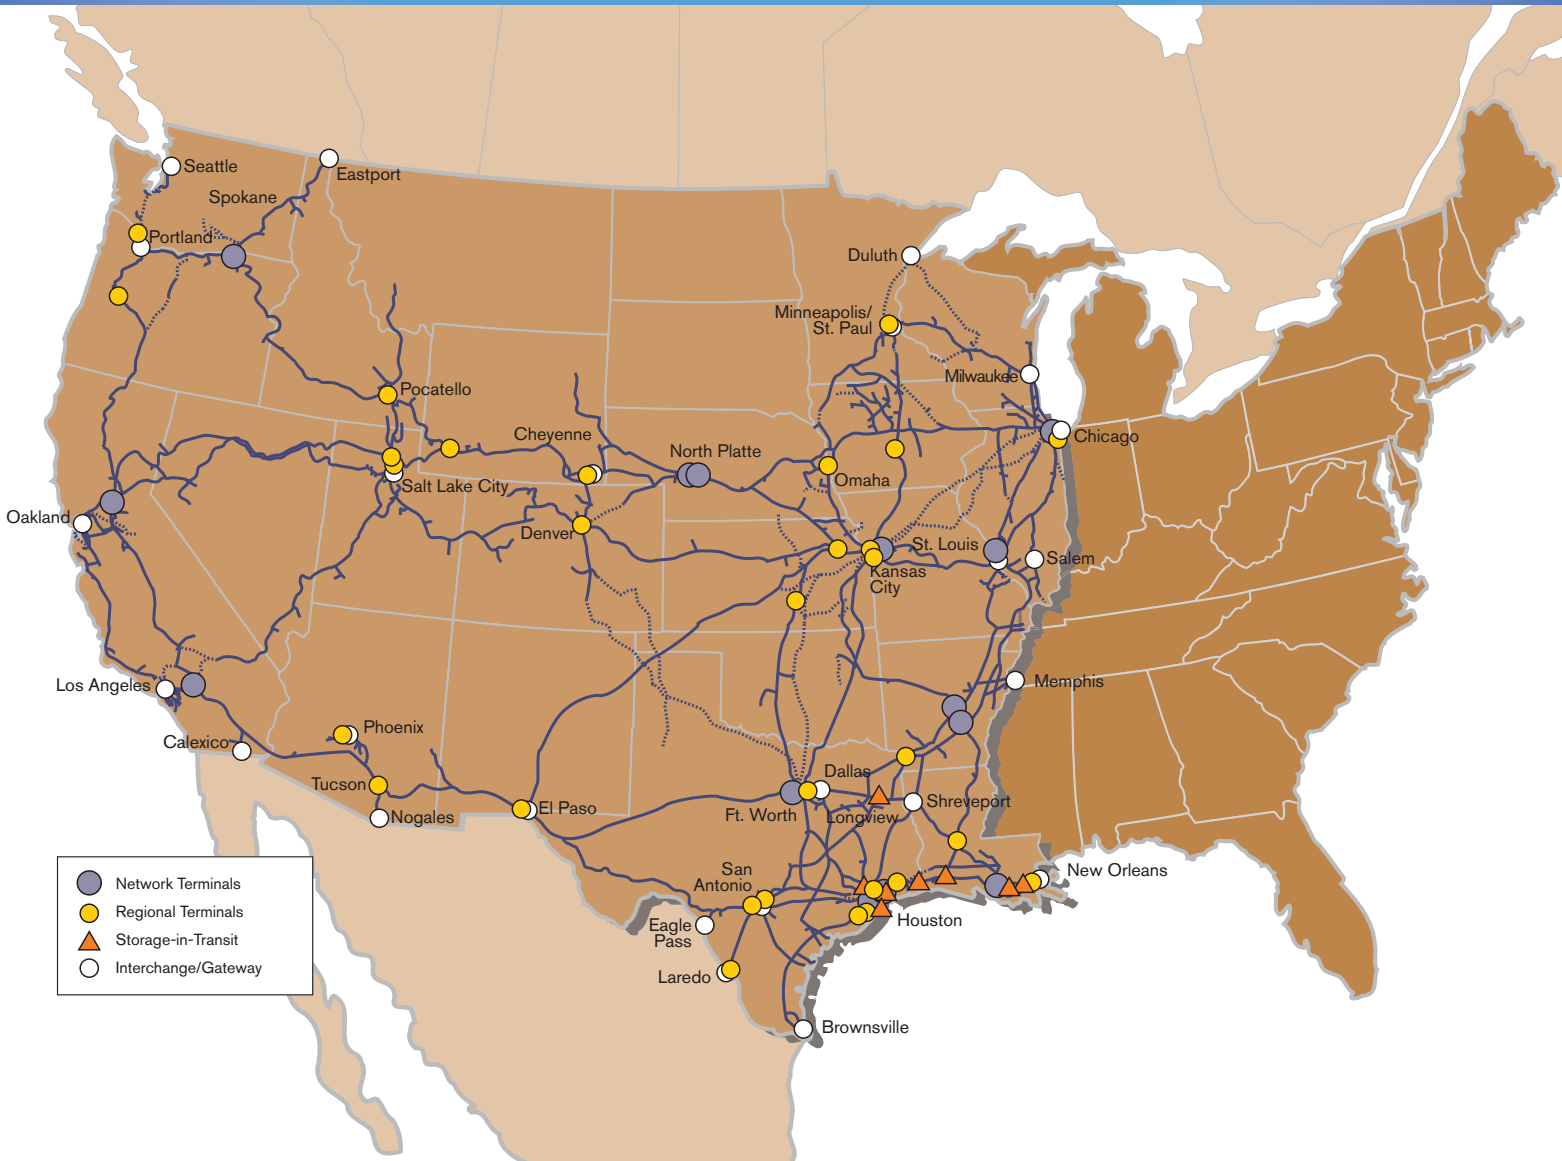 Seattle
Eastport
Spokane
Portland
Duluth
Minneapolis/
St. Paul
Milwaukee
Pocatello
Cheyenne
North Platte
Chicago
Salt Lake City
Omaha
Oakland
Denver
St. Louis
Salem
Kansas
City
Los Angeles
Memphis
Calexico
Phoenix
Tucson
Nogales
El Paso
Dallas
Ft. Worth
Longview
Shreveport
San
Antonio
New Orleans
Eagle
Pass
Houston
Laredo
Brownsville
Network Terminals
Regional Terminals
Storage-in-Transit
Interchange/Gateway